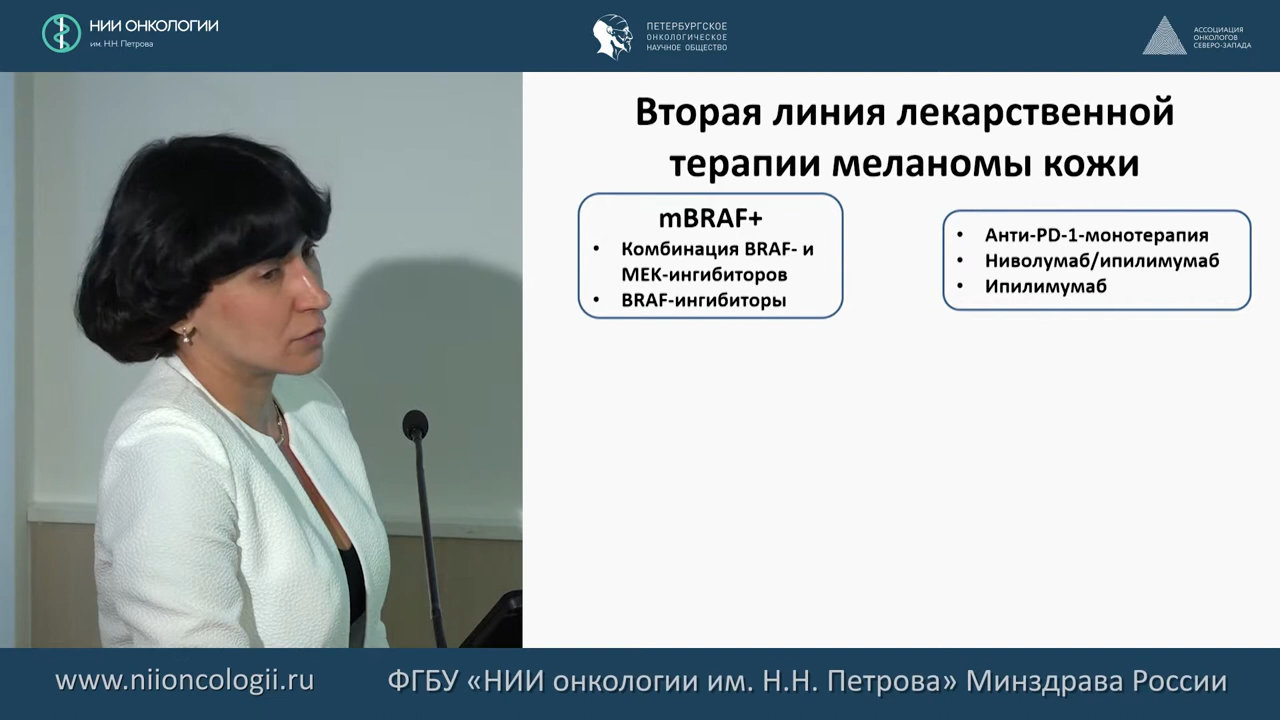 НИИ ОНКОЛОГИИ
им. Н.Н. Петрова
ПЕТЕРБУРГСКОЕ
ОНКОЛОГИЧЕСКОЕ
НАУЧНОЕ ОБЩЕСТВО
АССОЦИАЦИЯ
ОНКОЛОГОВ
СЕВЕРО-ЗАПАДА
Вторая линия лекарственной
терапии меланомы кожи
mBRAF+
• Комбинация BRAF- и
MEK-ингибиторов
• BRAF-ингибиторы
• Анти-PD-1-монотерапия
• Ниволумаб/ипилимумаб
• Ипилимумаб
www.niioncologii.ru
ФГБУ «НИИ онкологии им. Н.Н. Петрова» Минздрава России